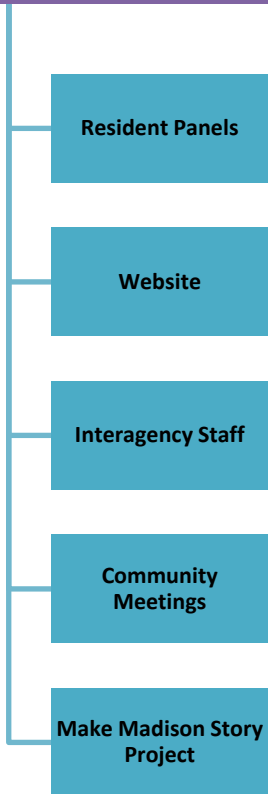 Resident Panels
Website
Interagency Staff
Community
Meetings
Make Madison Story
Project